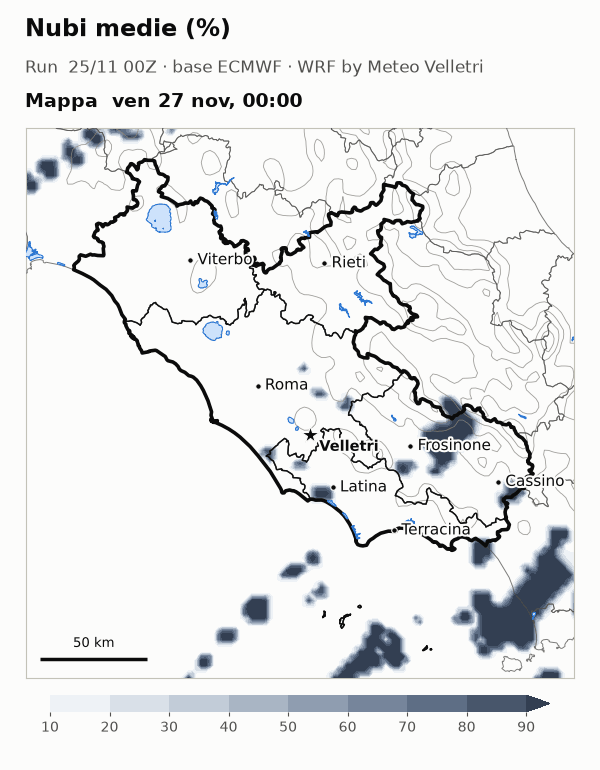 Nubi medie (%)
Run  25/11 00Z · base ECMWF · WRF by Meteo Velletri
Mappa  ven 27 nov, 00:00
Viterbo
Rieti
Roma
Velletri
Frosinone
Latina
Cassino
Terracina
50 km
10 20 30 40 50 60 70 80 90